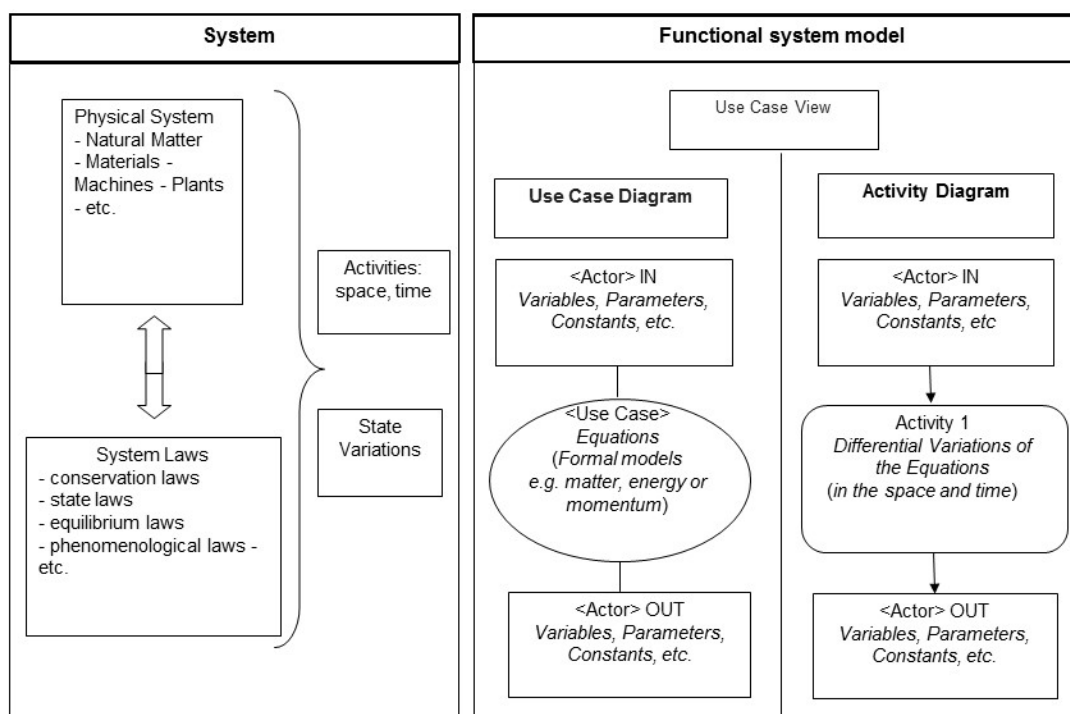 System
Physical System
- Natural Matter
- Materials -
Machines - Plants
- etc.
Activities:
space, time
State
Variations
System Laws
- conservation laws
- state laws
- equilibrium laws
- phenomenological laws -
etc.
Functional system model
Use Case View
Use Case Diagram
<Actor> IN
Variables, Parameters,
Constants, etc.
<Use Case>
Equations
(Formal models
e.g. matter, energy or
momentum)
<Actor> OUT
Variables, Parameters,
Constants, etc.
Activity Diagram
<Actor> IN
Variables, Parameters,
Constants, etc
Activity 1
Differential Variations of
the Equations
(in the space and time)
<Actor> OUT
Variables, Parameters,
Constants, etc.